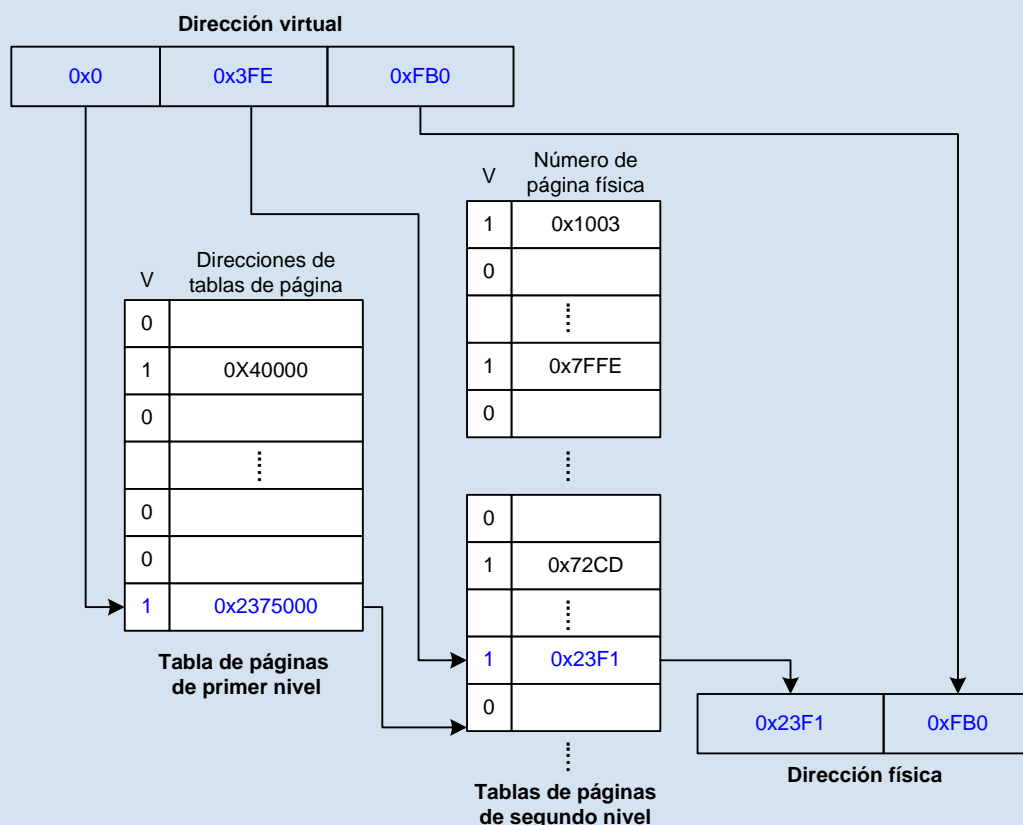 Dirección virtual
0x0 0x3FE 0xFB0
V Número de
página física
1 0x1003
0
1 0x7FFE
0
V Direcciones de
tablas de página
0
1 0X40000
0
0
0
1 0x2375000
Tabla de páginas
de primer nivel
0
1 0x72CD
1 0x23F1
0
Tablas de páginas
de segundo nivel
0x23F1 0xFB0
Dirección física